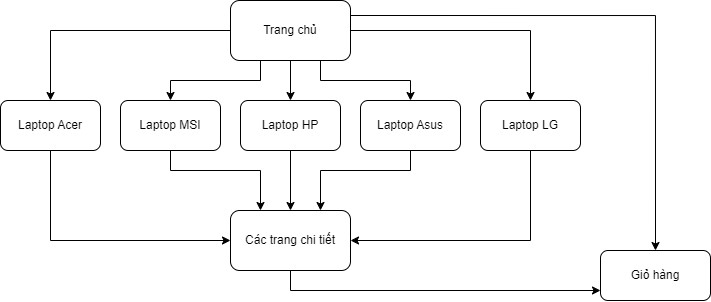 Trang chủ
Laptop Acer
Laptop MSI
Laptop HP
Laptop Asus
Laptop LG
Các trang chi tiết
Giỏ hàng